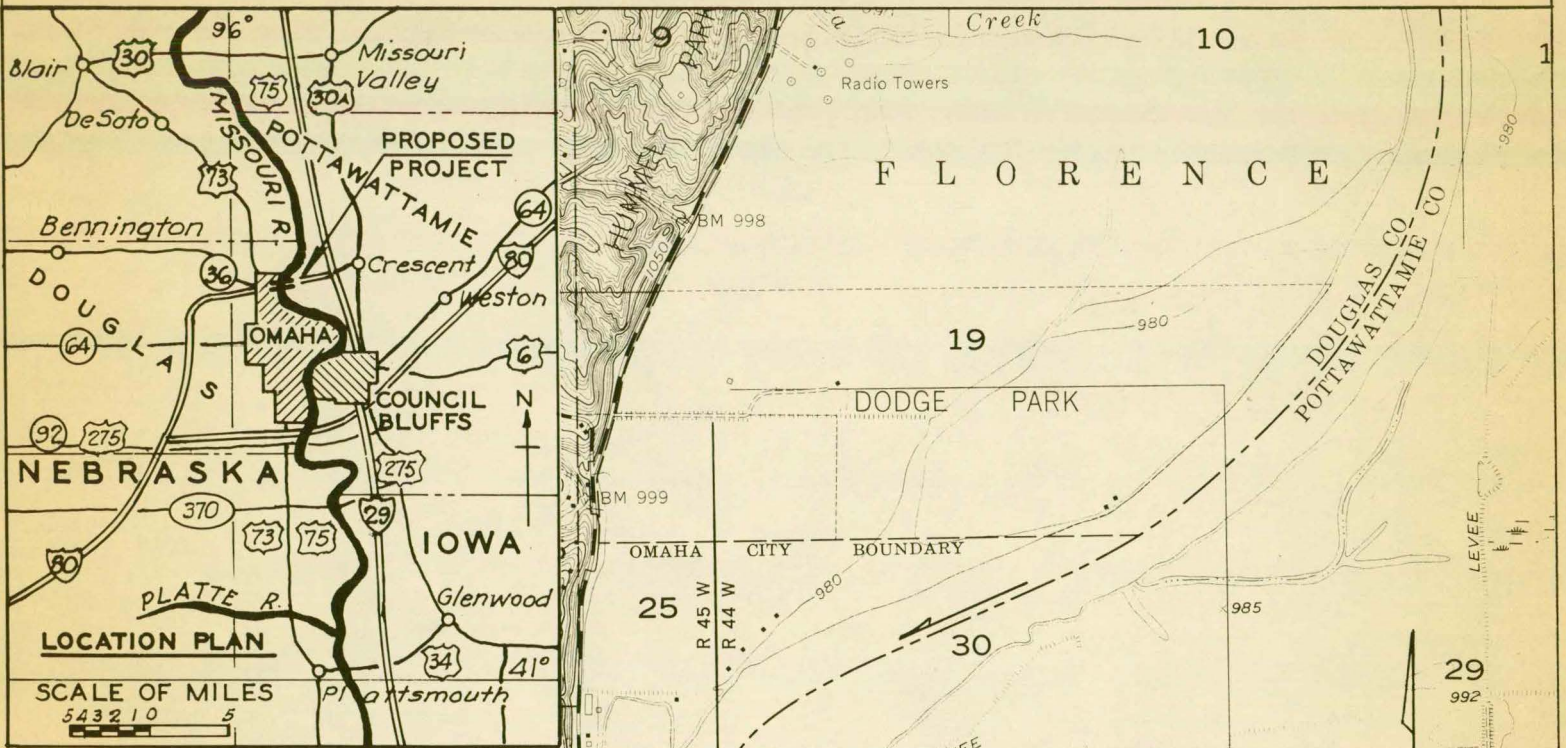 96°
Blair
30
Missouri
Valley
75
30A
DeSoto
MISSOURI R.
POTTAWATTAMIE
PROPOSED
PROJECT
73
64
Bennington
80
36
Crescent
DOUGLAS
Weston
OMAHA
64
6
COUNCIL
BLUFFS
N
92
275
275
NEBRASKA
370
29
73
75
IOWA
80
PLATTE R.
Glenwood
LOCATION PLAN
34
41°
SCALE OF MILES
Plattsmouth
5 4 3 2 1 0 5
9
PARK
Creek
10
1
Radio Towers
980
FLORENCE
HUMMEL
BM 998
1050
DOUGLAS CO
POTTAWATTAMIE CO
980
19
DODGE PARK
BM 999
OMAHA CITY BOUNDARY
LEVEE
980
25
R 45 W
R 44 W
985
30
29
992